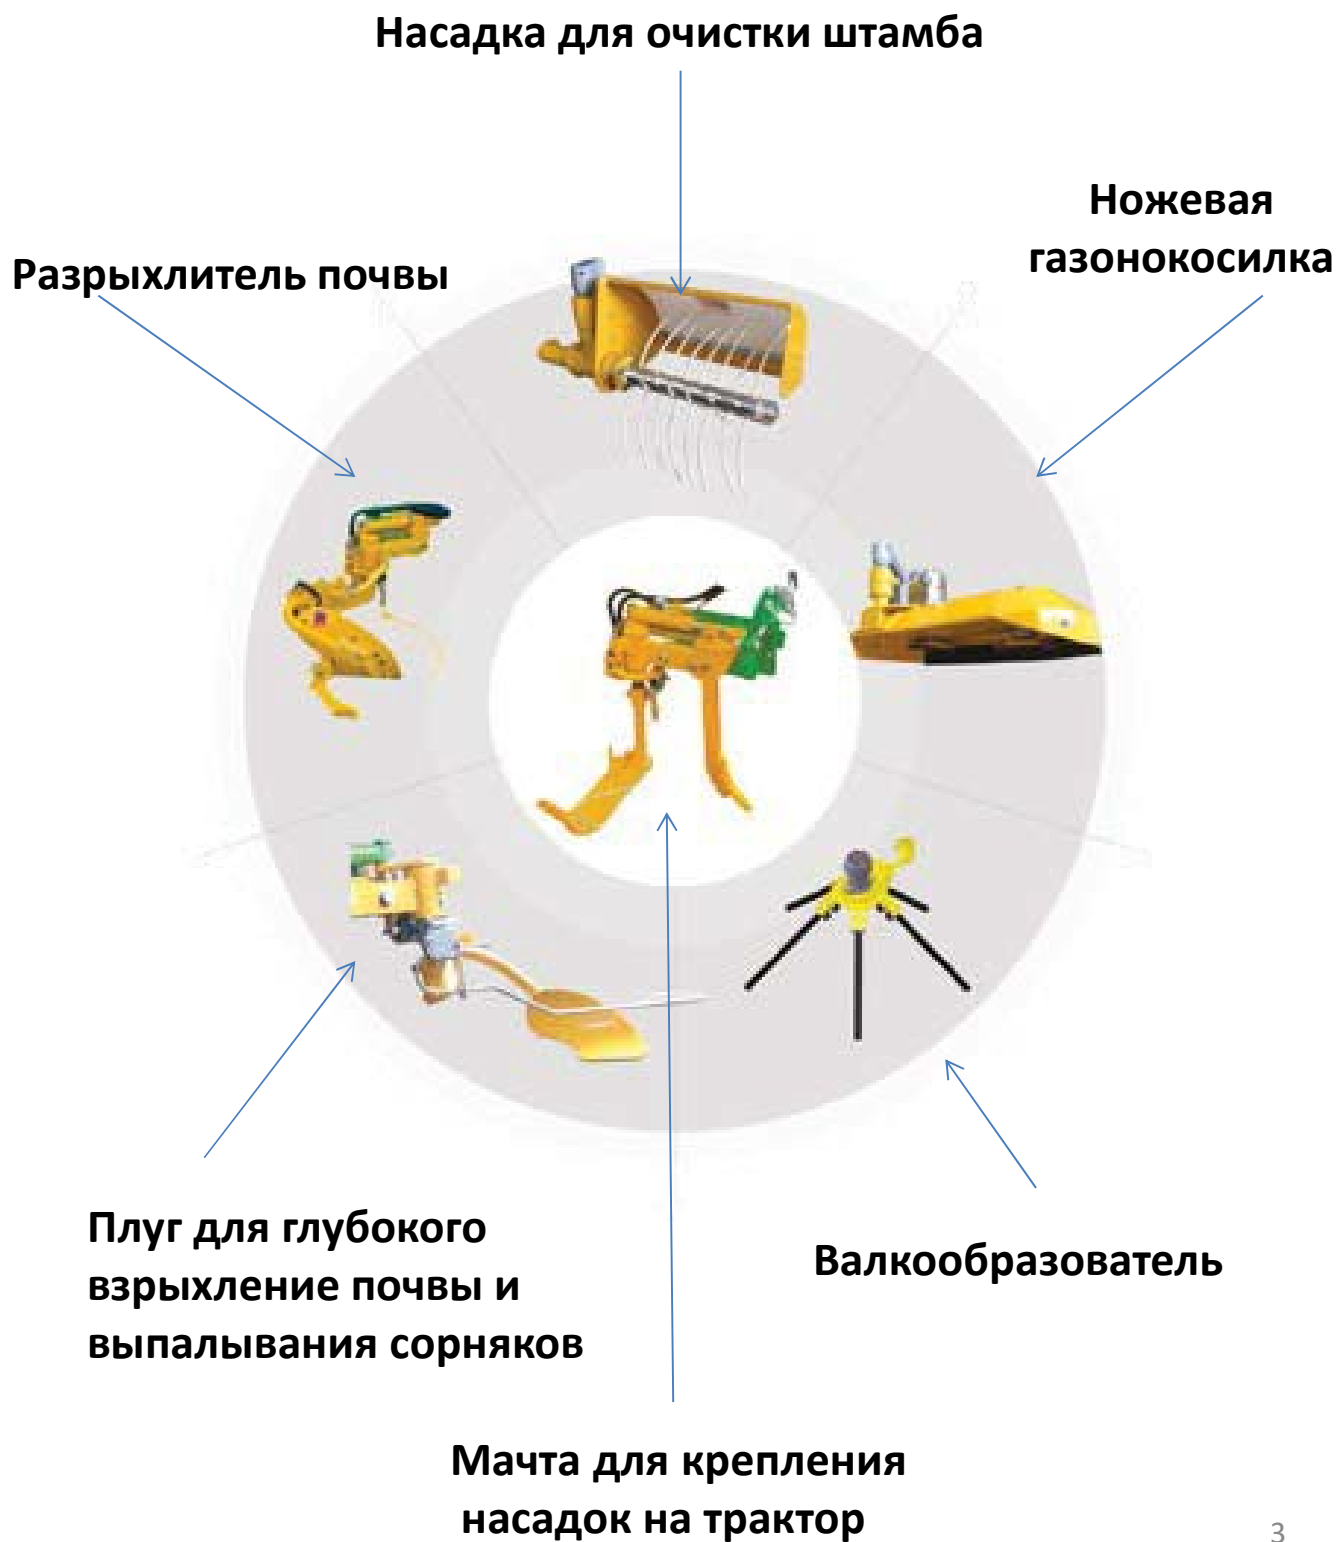 Насадка для очистки штамба
Ножевая
газонокосилка
Разрыхлитель почвы
Плуг для глубокого
взрыхление почвы и
выпалывания сорняков
Валкообразователь
Мачта для крепления
насадок на трактор
3